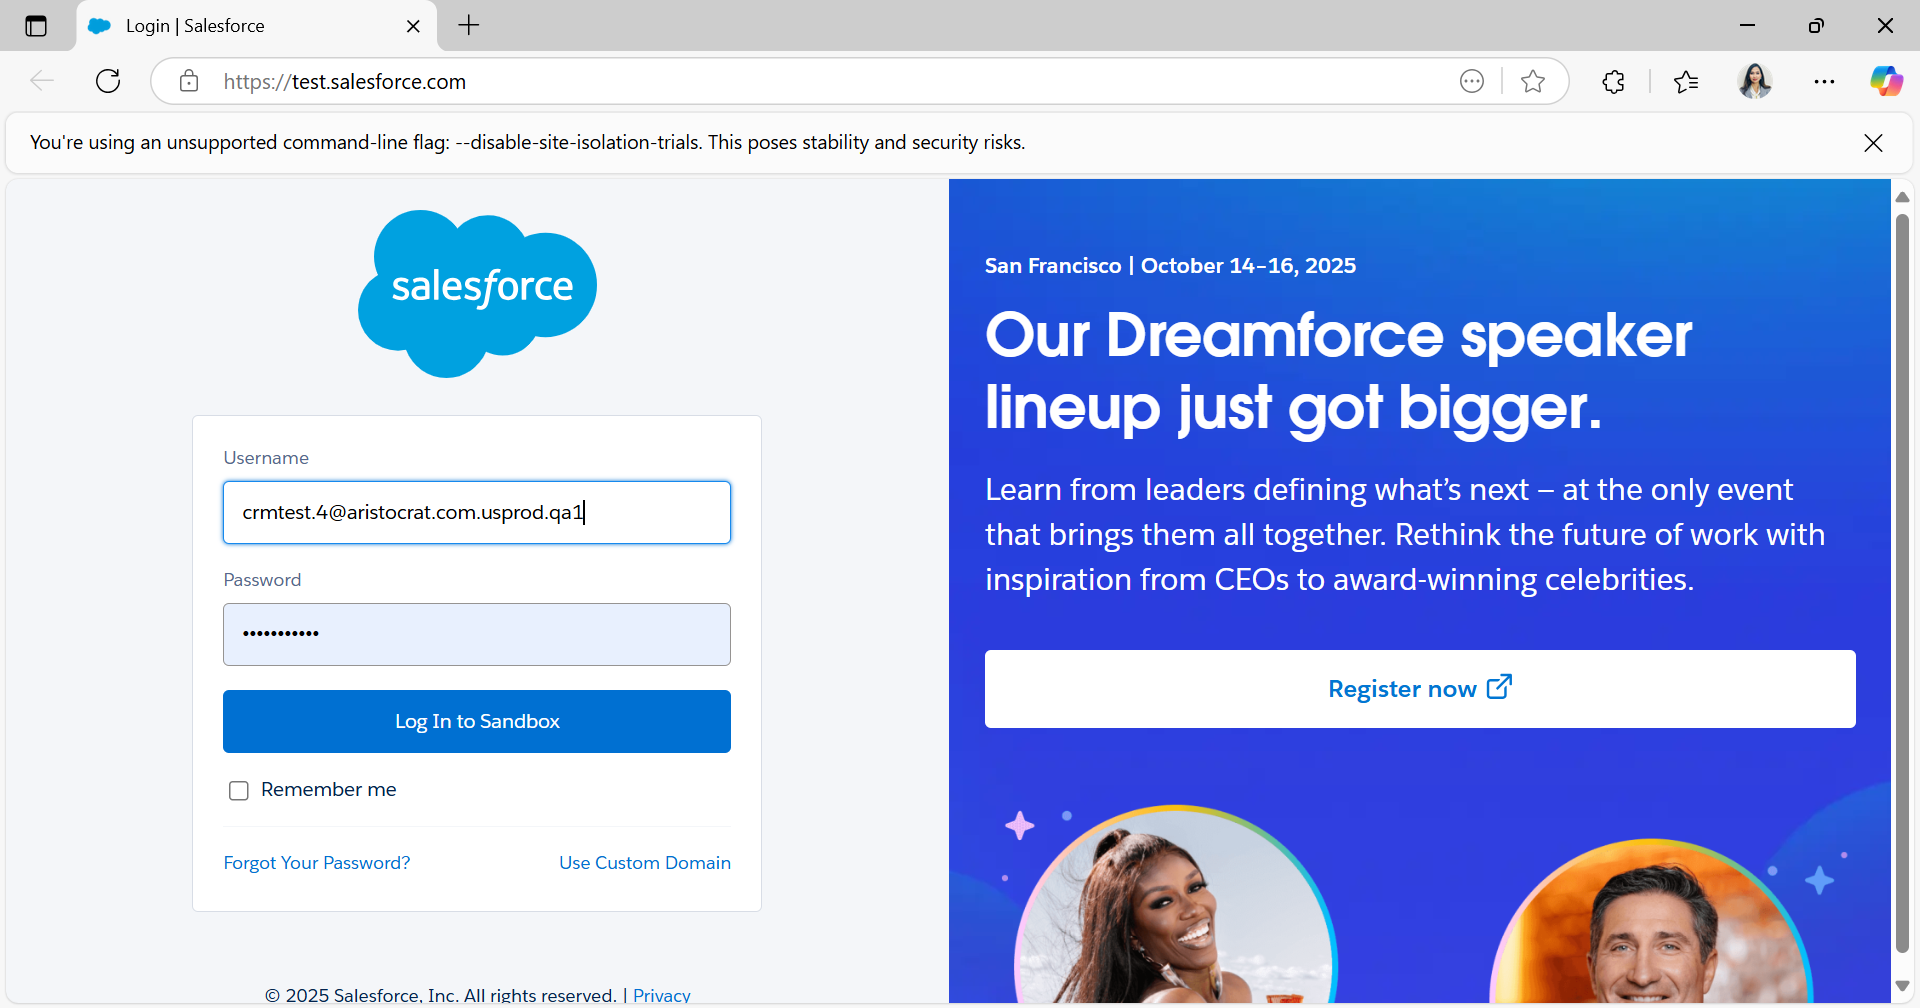 Login | Salesforce
https://test.salesforce.com
You're using an unsupported command-line flag: --disable-site-isolation-trials. This poses stability and security risks.
salesforce
Username
crmtest.4@aristocrat.com.usprod.qa1
Password
•••••••••••
Log In to Sandbox
Remember me
Forgot Your Password?
Use Custom Domain
© 2025 Salesforce, Inc. All rights reserved. | Privacy
San Francisco | October 14–16, 2025
Our Dreamforce speaker
lineup just got bigger.
Learn from leaders defining what’s next – at the only event
that brings them all together. Rethink the future of work with
inspiration from CEOs to award-winning celebrities.
Register now